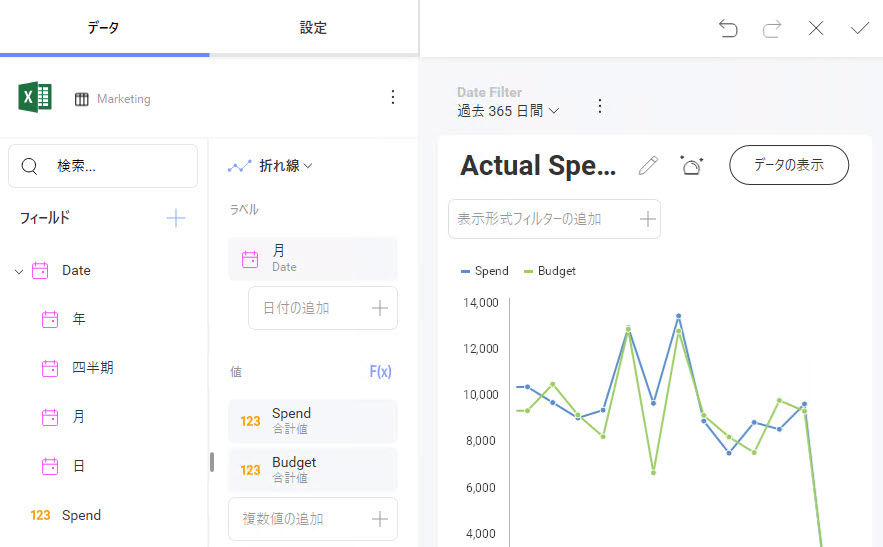 データ
設定
Marketing
検索...
フィールド
Date
年
四半期
月
日
123 Spend
折れ線
ラベル
月
Date
日付の追加
値
F(x)
123 Spend
合計値
123 Budget
合計値
複数値の追加
Date Filter
過去 365 日間
Actual Spe...
データの表示
表示形式フィルターの追加
Spend Budget
14,000
12,000
10,000
8,000
6,000
4,000